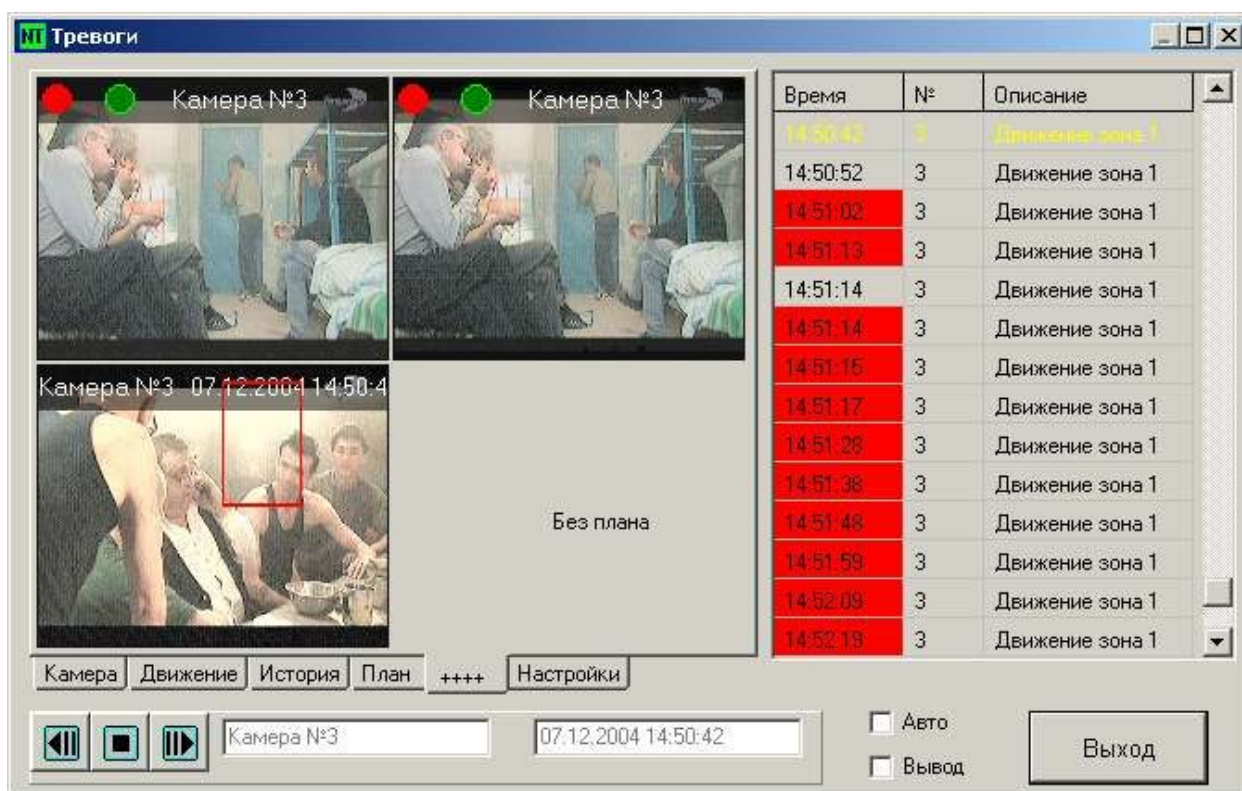 NT Тревоги
Камера №3
Камера №3
Камера №3 07.12.2004 14:50:4
Без плана
Время № Описание
14:50:42 3 Движение зона 1
14:50:52 3 Движение зона 1
14:51:02 3 Движение зона 1
14:51:13 3 Движение зона 1
14:51:14 3 Движение зона 1
14:51:14 3 Движение зона 1
14:51:15 3 Движение зона 1
14:51:17 3 Движение зона 1
14:51:28 3 Движение зона 1
14:51:38 3 Движение зона 1
14:51:48 3 Движение зона 1
14:51:59 3 Движение зона 1
14:52:09 3 Движение зона 1
14:52:19 3 Движение зона 1
Камера Движение История План ++++ Настройки
Камера №3 07.12.2004 14:50:42
Авто
Вывод
Выход